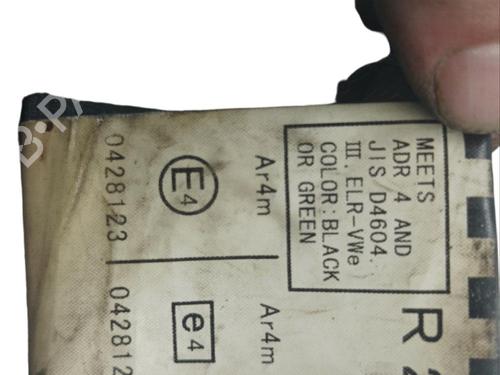 MEETS
ADR 4 AND
JIS D4604.
III. ELR-VWe
COLOR:BLACK
OR GREEN
Ar4m
E4
0428123
Ar4m
e4
042812
R
B-PARTS